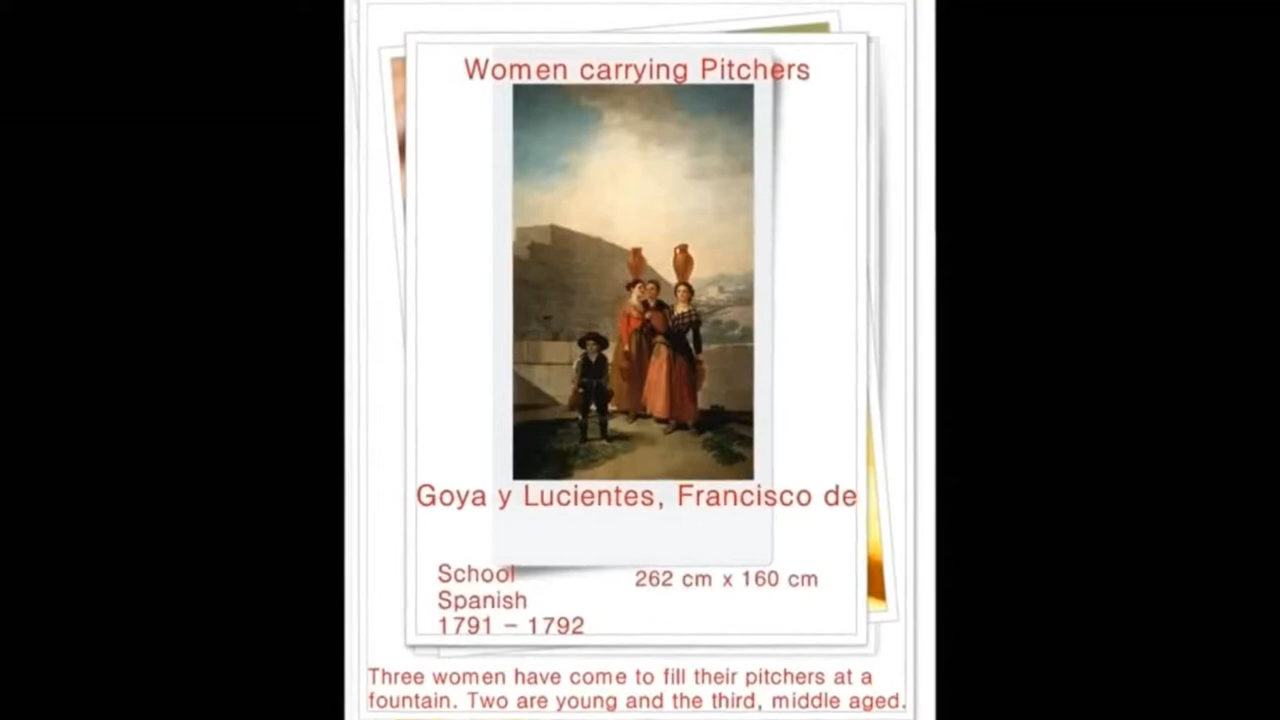 Women carrying Pitchers
Goya y Lucientes, Francisco de
School
Spanish
1791 – 1792
262 cm x 160 cm
Three women have come to fill their pitchers at a
fountain. Two are young and the third, middle aged.